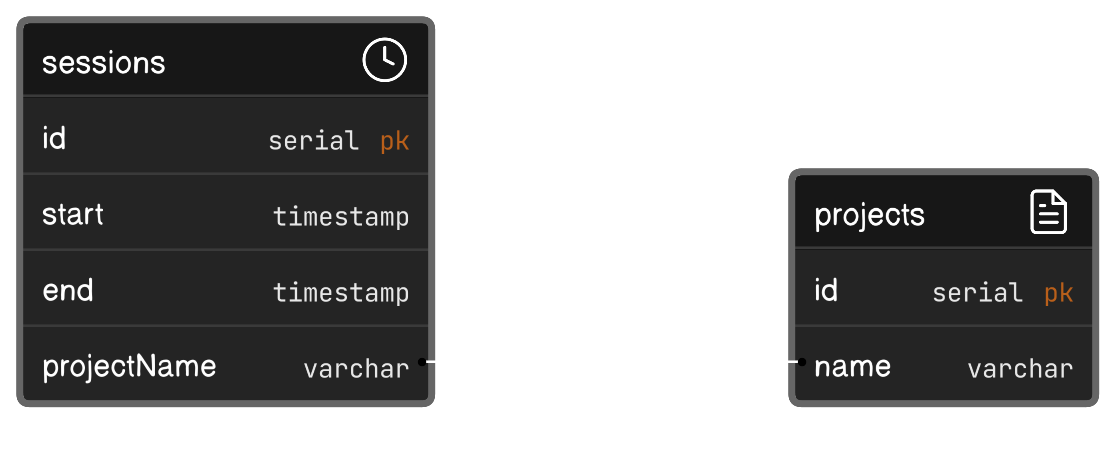 sessions
id serial pk
start timestamp
end timestamp
projectName varchar
projects
id serial pk
name varchar